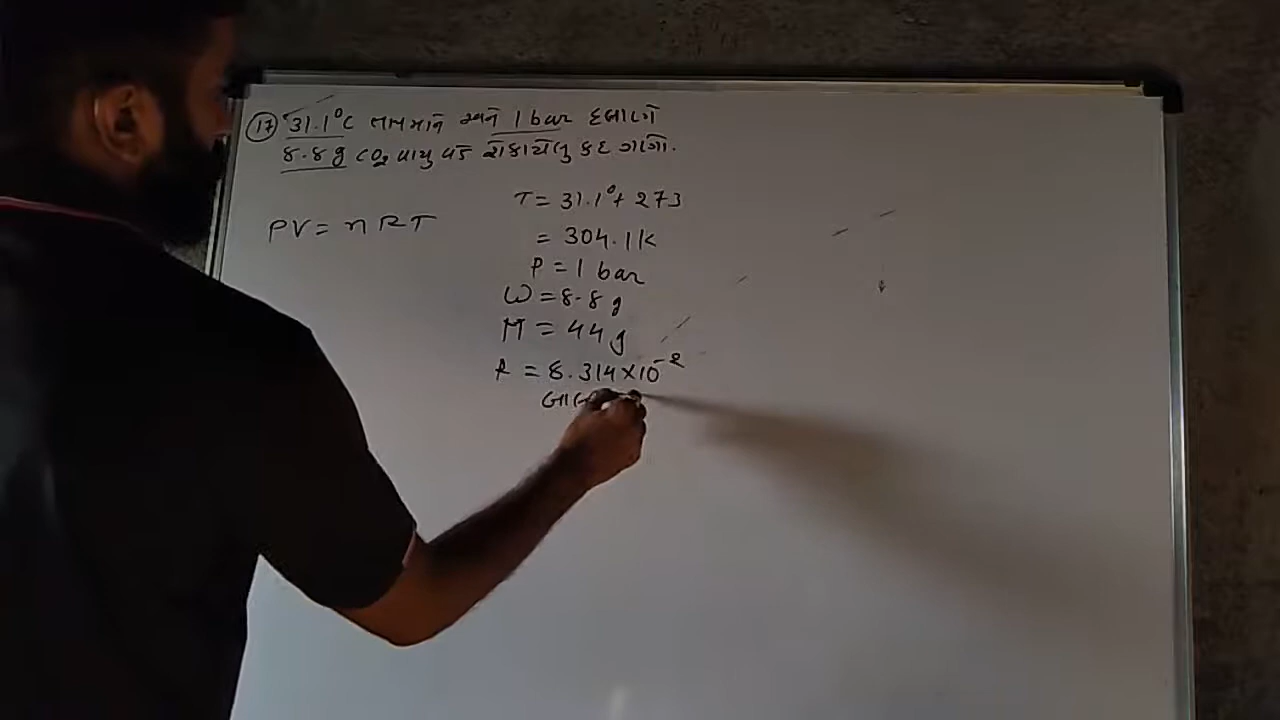 17 31.1°C તાપમાને અને 1 bar દબાણે
8.8 g CO2 વાયુ વડે રોકાયેલુ કદ ગણો.
T = 31.1° + 273
PV = nRT
= 304.1 K
P = 1 bar
W = 8.8 g
M = 44 g
R = 8.314 × 10⁻²